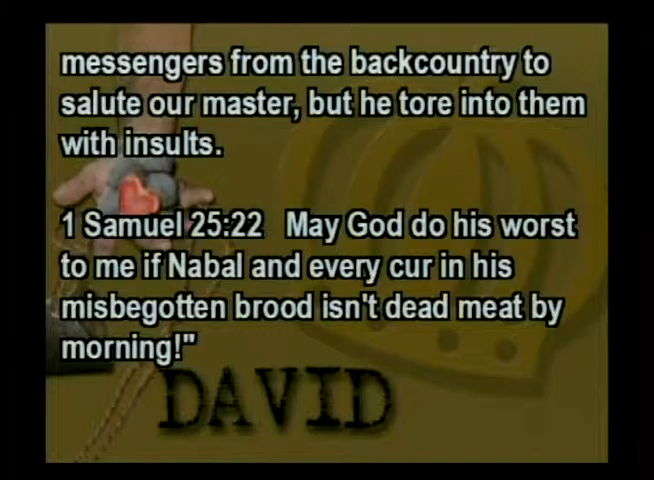 messengers from the backcountry to
salute our master, but he tore into them
with insults.
1 Samuel 25:22 May God do his worst
to me if Nabal and every cur in his
misbegotten brood isn't dead meat by
morning!"
DAVID